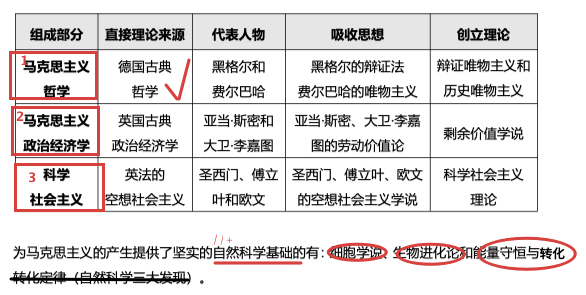 组成部分 直接理论来源 代表人物 吸收思想 创立理论
1 马克思主义 德国古典 黑格尔和 黑格尔的辩证法 辩证唯物主义和
哲学 哲学 费尔巴哈 费尔巴哈的唯物主义 历史唯物主义
2 马克思主义 英国古典 亚当·斯密和 亚当·斯密、大卫·李嘉 剩余价值学说
政治经济学 政治经济学 大卫·李嘉图 图的劳动价值论
3 科学 英法的 圣西门、傅立 圣西门、傅立叶、欧文 科学社会主义
社会主义 空想社会主义 叶和欧文 的空想社会主义学说 理论
为马克思主义的产生提供了坚实的自然科学基础的有：细胞学说、生物进化论和能量守恒与转化
转化定律（自然科学三大发现）。